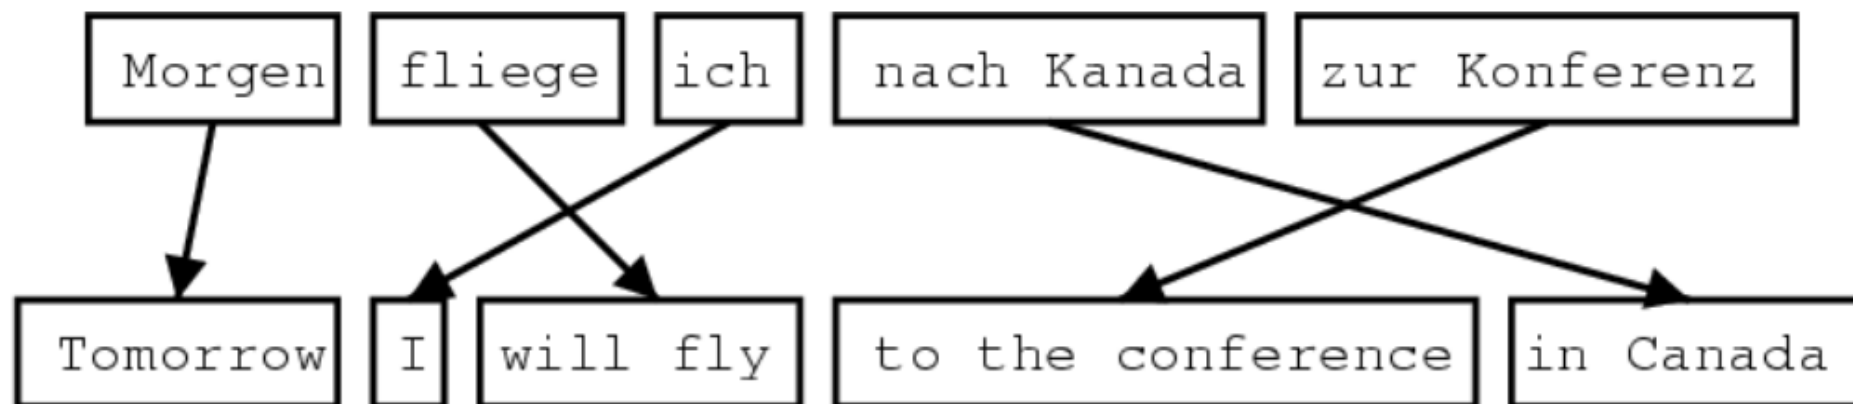 Morgen fliege ich nach Kanada zur Konferenz
Tomorrow I will fly to the conference in Canada